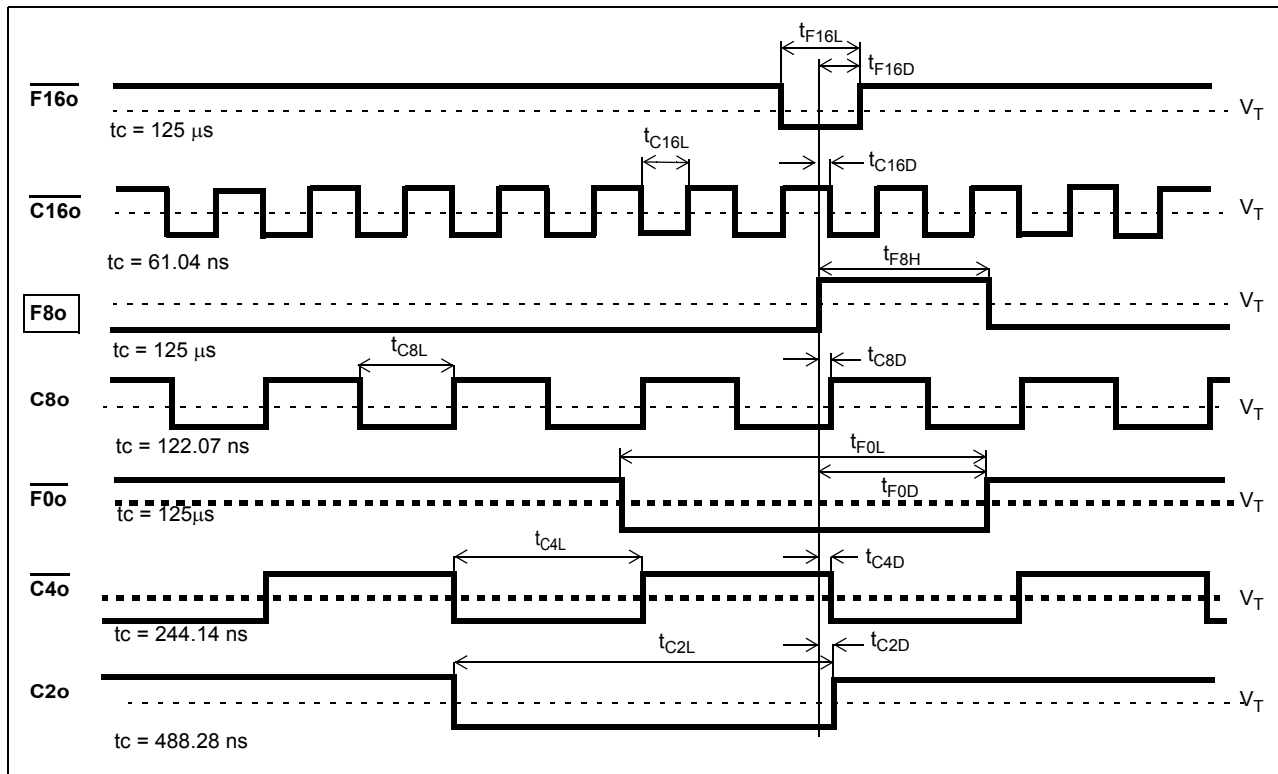 tF16L
tF16D
F16o
VT
tc = 125 μs
tC16L
tC16D
C16o
VT
tc = 61.04 ns
tF8H
F8o
VT
tc = 125 μs
tC8L
tC8D
C8o
VT
tc = 122.07 ns
tF0L
F0o
tF0D
VT
tc = 125μs
tC4L
tC4D
C4o
VT
tc = 244.14 ns
tC2L
tC2D
C2o
VT
tc = 488.28 ns